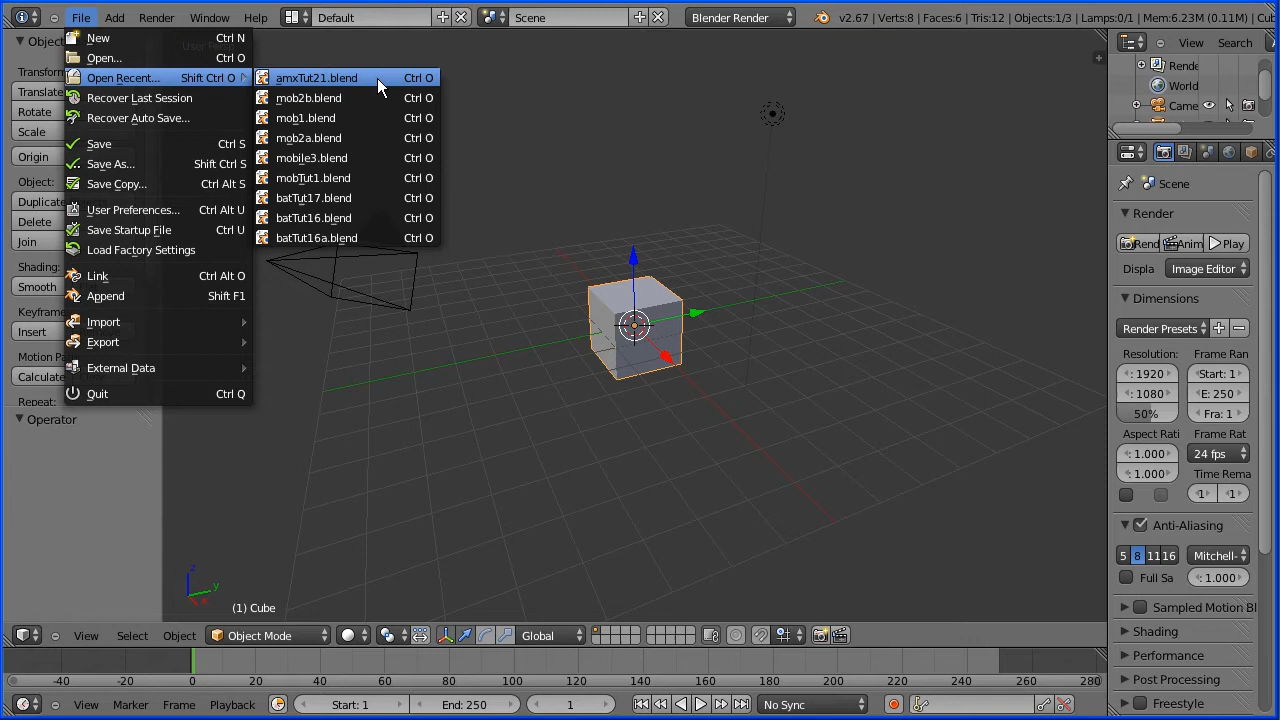 File Add Render Window Help Default Scene Blender Render v2.67 | Verts:8 | Faces:6 | Tris:12 | Objects:1/3 | Lamps:0/1 | Mem:6.23M (0.11M) | Cube
New Ctrl N
Open... Ctrl O
Open Recent... Shift Ctrl O
Recover Last Session
Recover Auto Save...
Save Ctrl S
Save As... Shift Ctrl S
Save Copy... Ctrl Alt S
User Preferences... Ctrl Alt U
Save Startup File Ctrl U
Load Factory Settings
Link Ctrl Alt O
Append Shift F1
Import
Export
External Data
Quit Ctrl Q
amxTut21.blend Ctrl O
mob2b.blend Ctrl O
mob1.blend Ctrl O
mob2a.blend Ctrl O
mobile3.blend Ctrl O
mobTut1.blend Ctrl O
batTut17.blend Ctrl O
batTut16.blend Ctrl O
batTut16a.blend Ctrl O
Object
Transform
Translate
Rotate
Scale
Origin
Object:
Duplicate
Delete
Join
Shading:
Smooth
Keyframe
Insert
Motion Pa
Calculate
Repeat:
Operator
User Persp
z
y
x
(1) Cube
View Select Object Object Mode Global
-40 -20 0 20 40 60 80 100 120 140 160 180 200 220 240 260 280
View Marker Frame Playback Start: 1 End: 250 1 No Sync
View Search
Rende
World
Came
Scene
Render
Rend Anim Play
Displa Image Editor
Dimensions
Render Presets
Resolution: Frame Ran
: 1920 Start: 1
: 1080 E: 250
50% Fra: 1
Aspect Rati Frame Rat
: 1.000 24 fps
: 1.000 Time Rema
1 1
Anti-Aliasing
5 8 11 16 Mitchell-
Full Sa : 1.000
Sampled Motion Bl
Shading
Performance
Post Processing
Freestyle